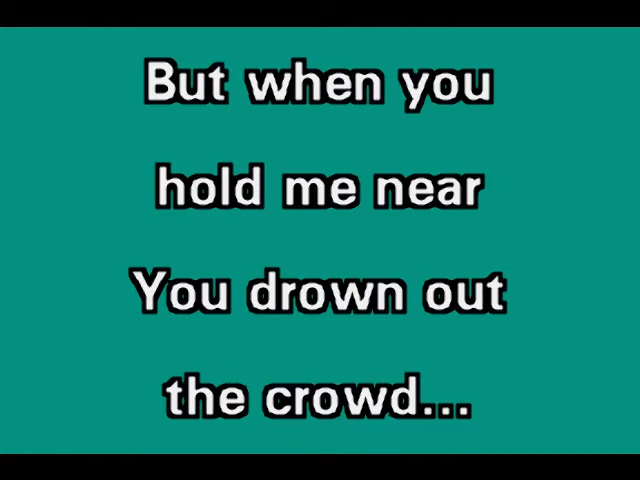 But when you
hold me near
You drown out
the crowd...